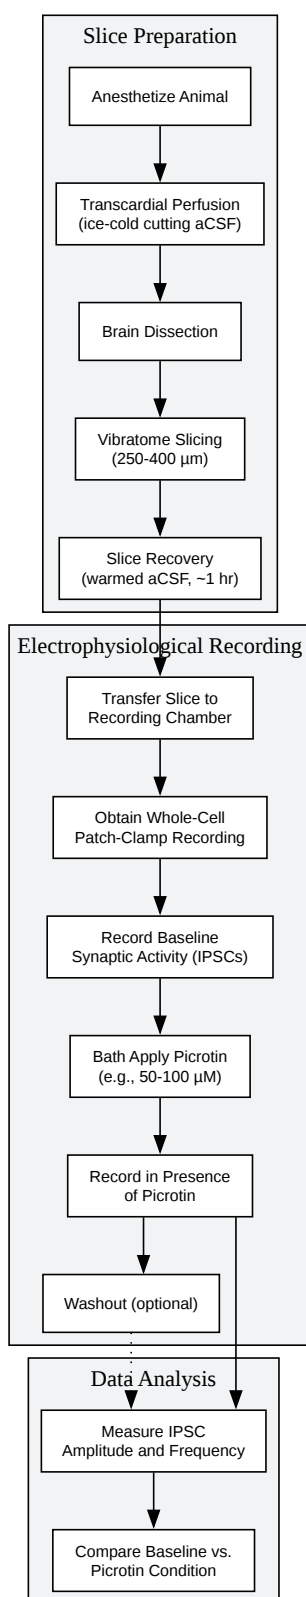 Slice Preparation
Anesthetize Animal
Transcardial Perfusion
(ice-cold cutting aCSF)
Brain Dissection
Vibratome Slicing
(250-400 µm)
Slice Recovery
(warmed aCSF, ~1 hr)
Electrophysiological Recording
Transfer Slice to
Recording Chamber
Obtain Whole-Cell
Patch-Clamp Recording
Record Baseline
Synaptic Activity (IPSCs)
Bath Apply Picrotin
(e.g., 50-100 µM)
Record in Presence
of Picrotin
Washout (optional)
Data Analysis
Measure IPSC
Amplitude and Frequency
Compare Baseline vs.
Picrotin Condition